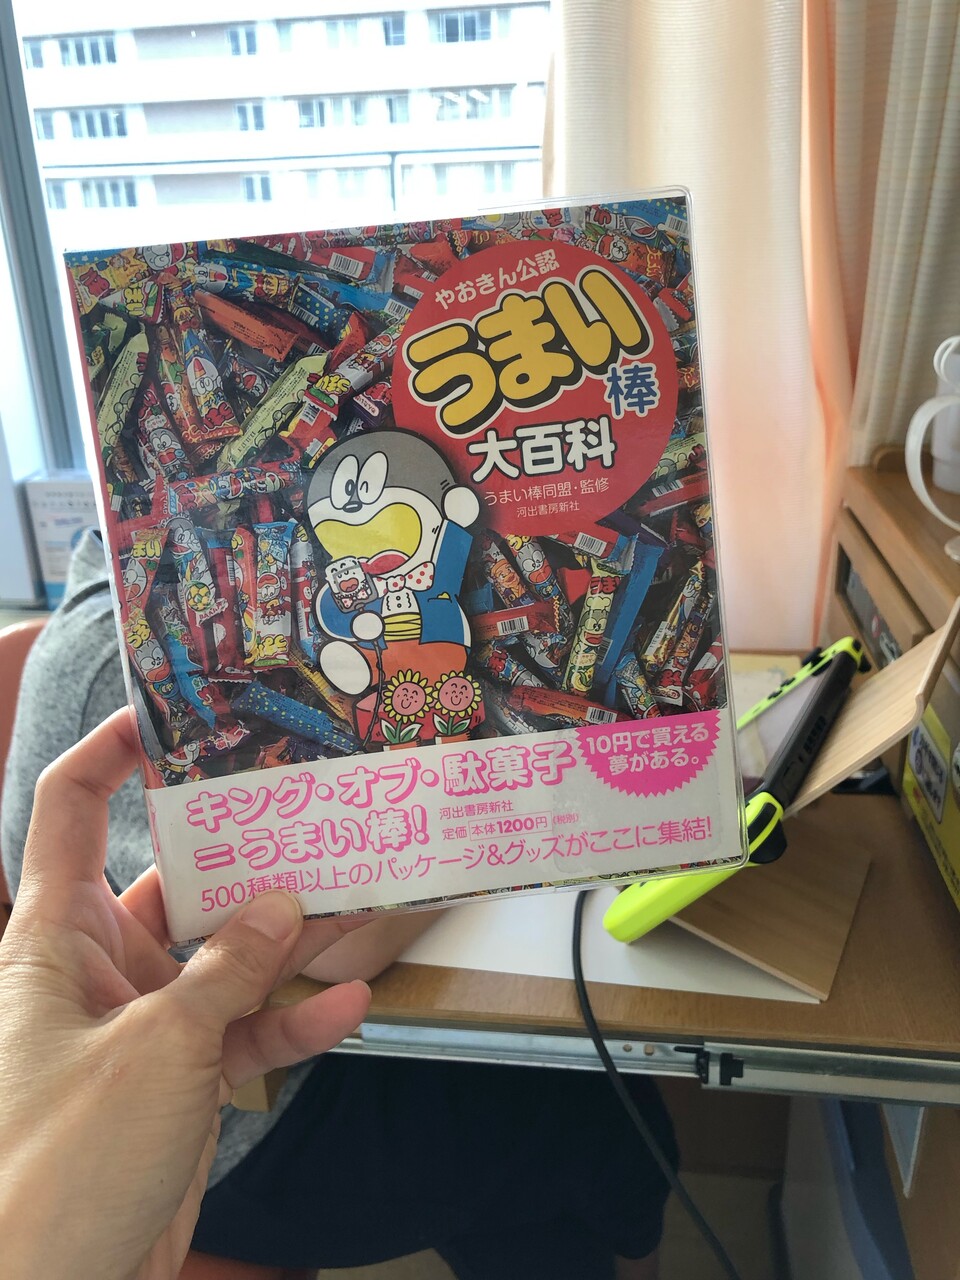 やおきん公認
うまい
棒
大百科
うまい棒同盟・監修
河出書房新社
キング・オブ・駄菓子
=うまい棒!
10円で買える
夢がある。
河出書房新社
定価 本体1200円 (税別)
500種類以上のパッケージ&グッズがここに集結!